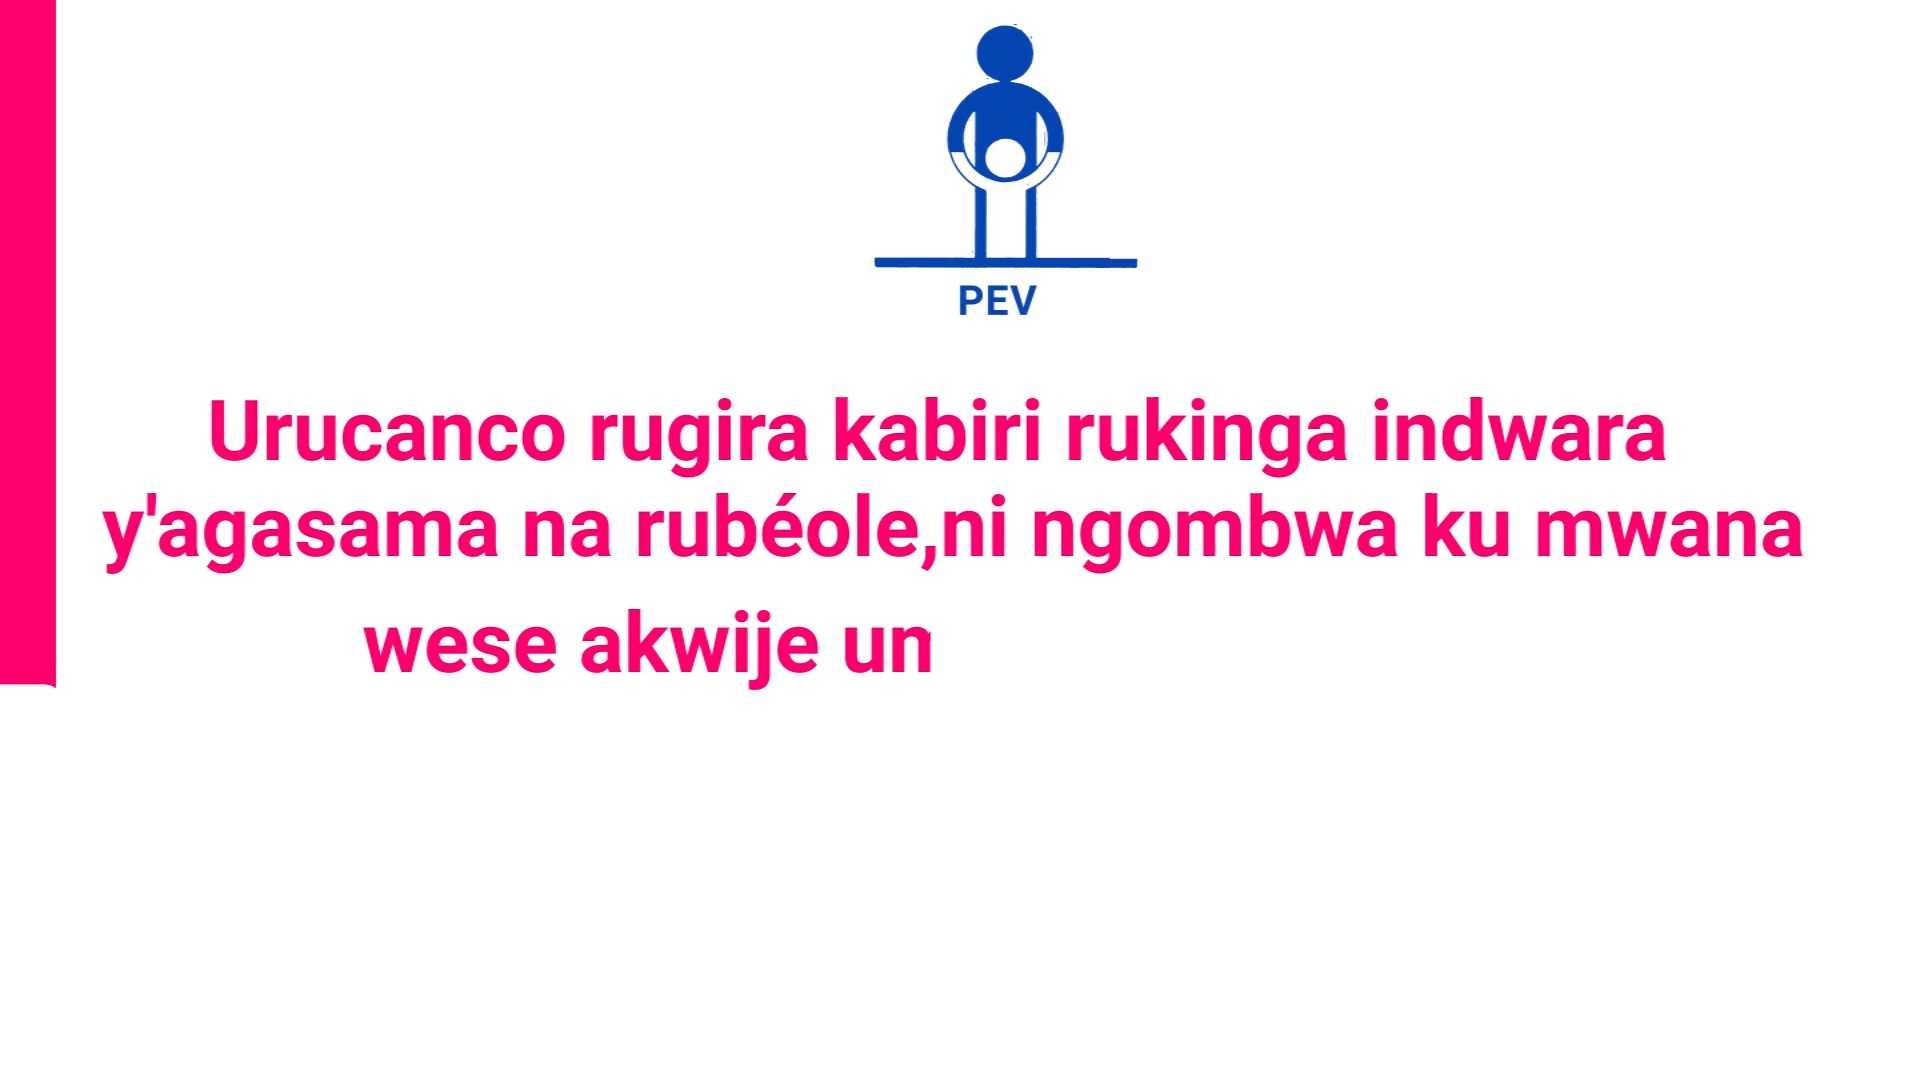 PEV
Urucanco rugira kabiri rukinga indwara
y'agasama na rubéole,ni ngombwa ku mwana
wese akwije un